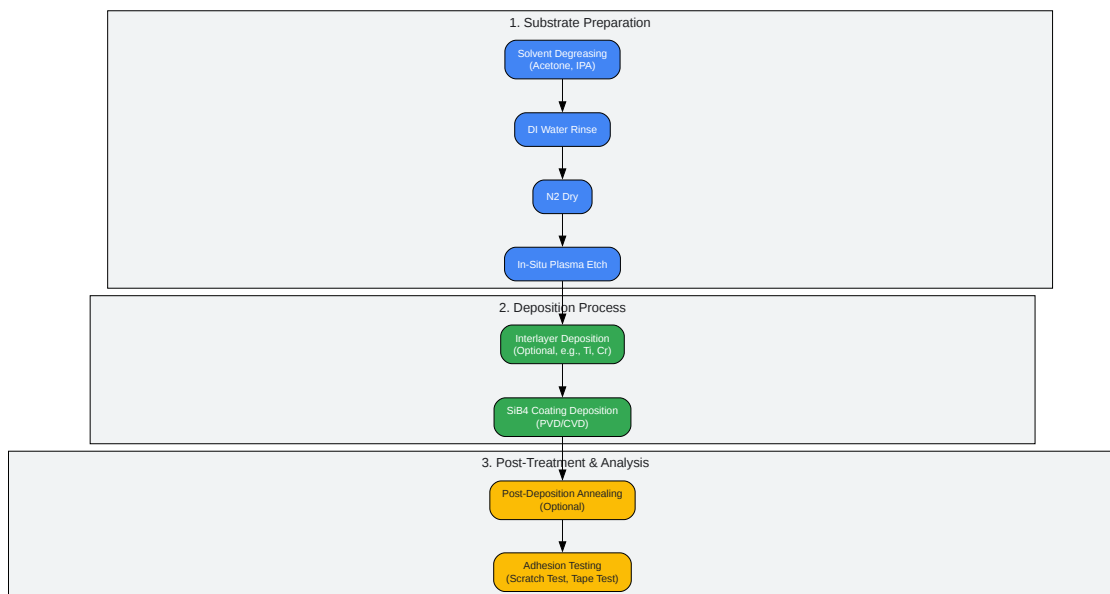 1. Substrate Preparation
Solvent Degreasing
(Acetone, IPA)
DI Water Rinse
N2 Dry
In-Situ Plasma Etch
2. Deposition Process
Interlayer Deposition
(Optional, e.g., Ti, Cr)
SiB4 Coating Deposition
(PVD/CVD)
3. Post-Treatment & Analysis
Post-Deposition Annealing
(Optional)
Adhesion Testing
(Scratch Test, Tape Test)